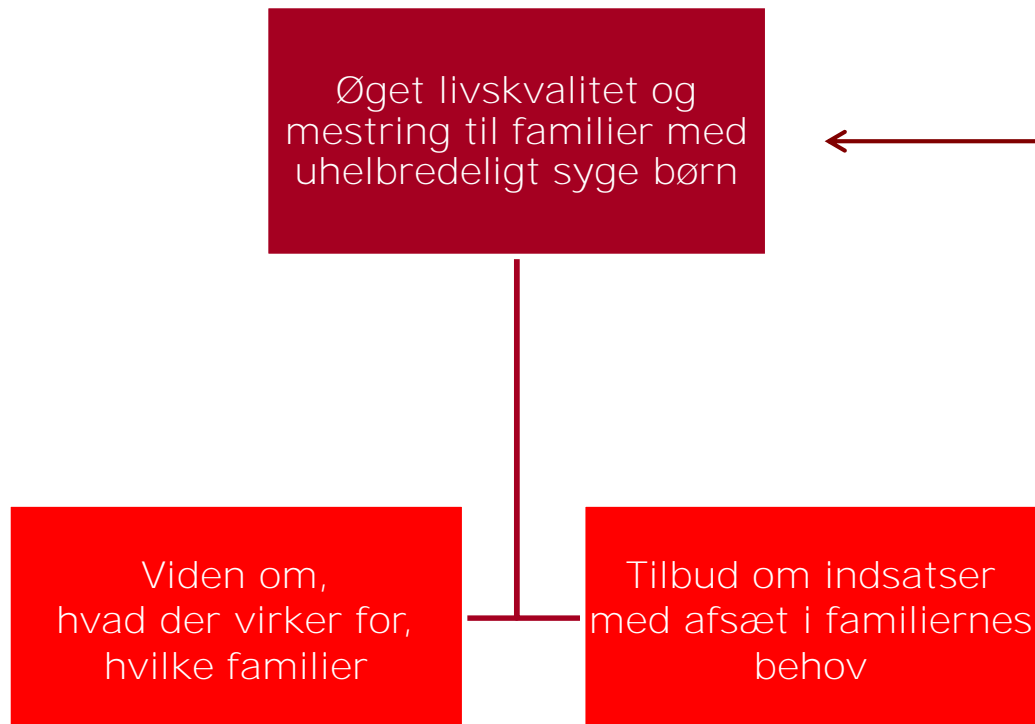 Øget livskvalitet og
mestring til familier med
uhelbredeligt syge børn
Viden om,
hvad der virker for,
hvilke familier
Tilbud om indsatser
med afsæt i familiernes
behov